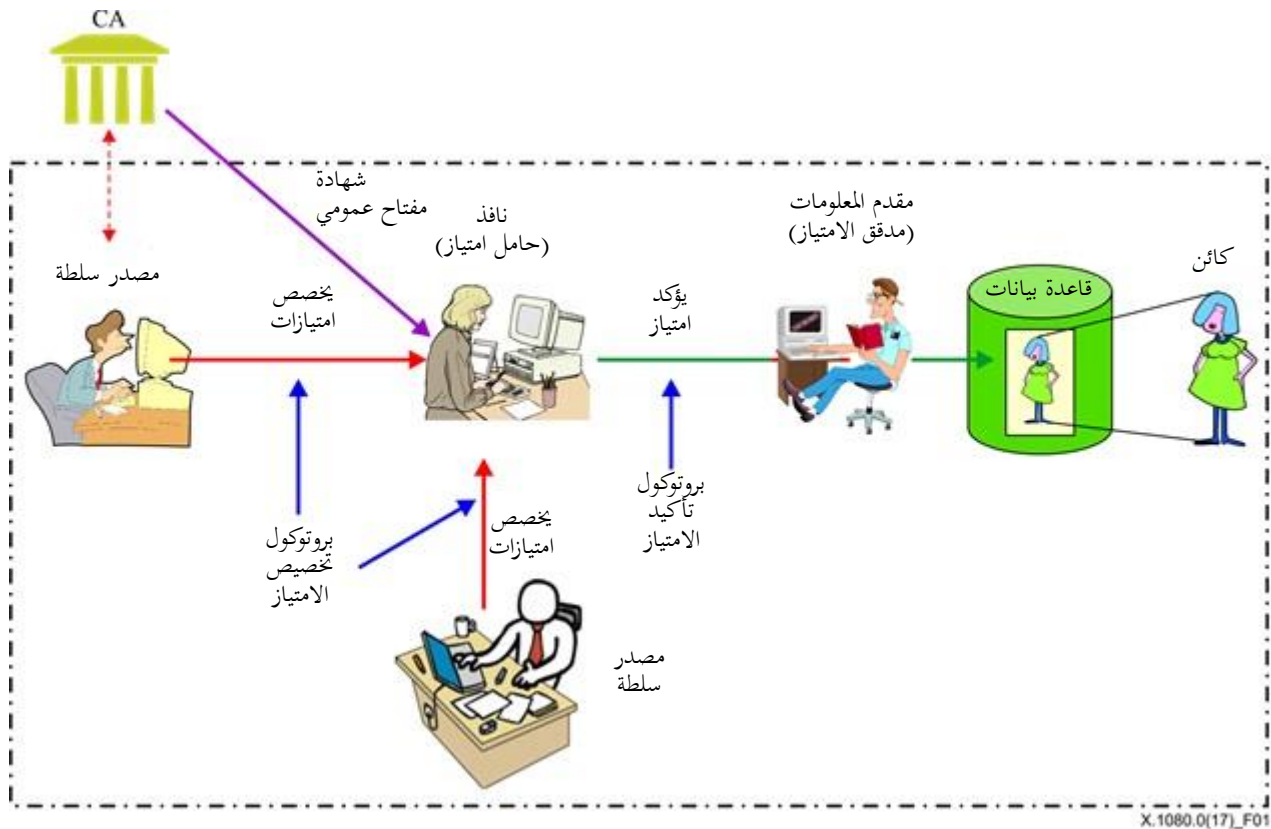 CA
شهادة
مفتاح عمومي
نافذ
(حامل امتياز)
مقدم المعلومات
(مدقق الامتياز)
كائن
مصدر سلطة
يخصص
امتيازات
يؤكد
امتياز
قاعدة بيانات
بروتوكول
تخصيص
الامتياز
يخصص
امتيازات
بروتوكول
تأكيد
الامتياز
مصدر
سلطة
X.1080.0(17)_F01